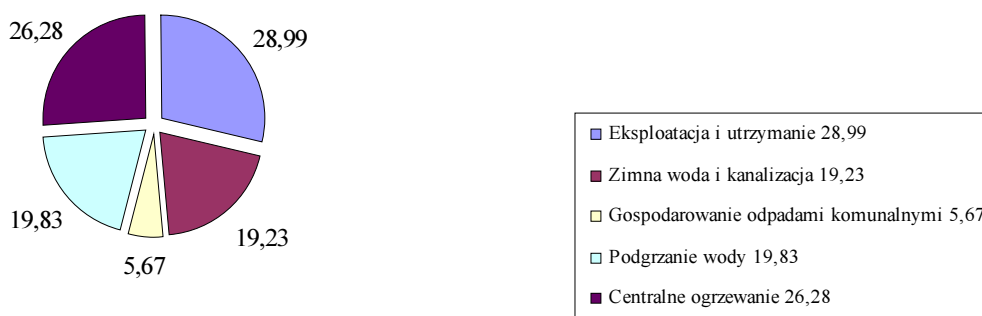 26,28
28,99
19,83
19,23
5,67
Eksploatacja i utrzymanie 28,99
Zimna woda i kanalizacja 19,23
Gospodarowanie odpadami komunalnymi 5,67
Podgrzanie wody 19,83
Centralne ogrzewanie 26,28